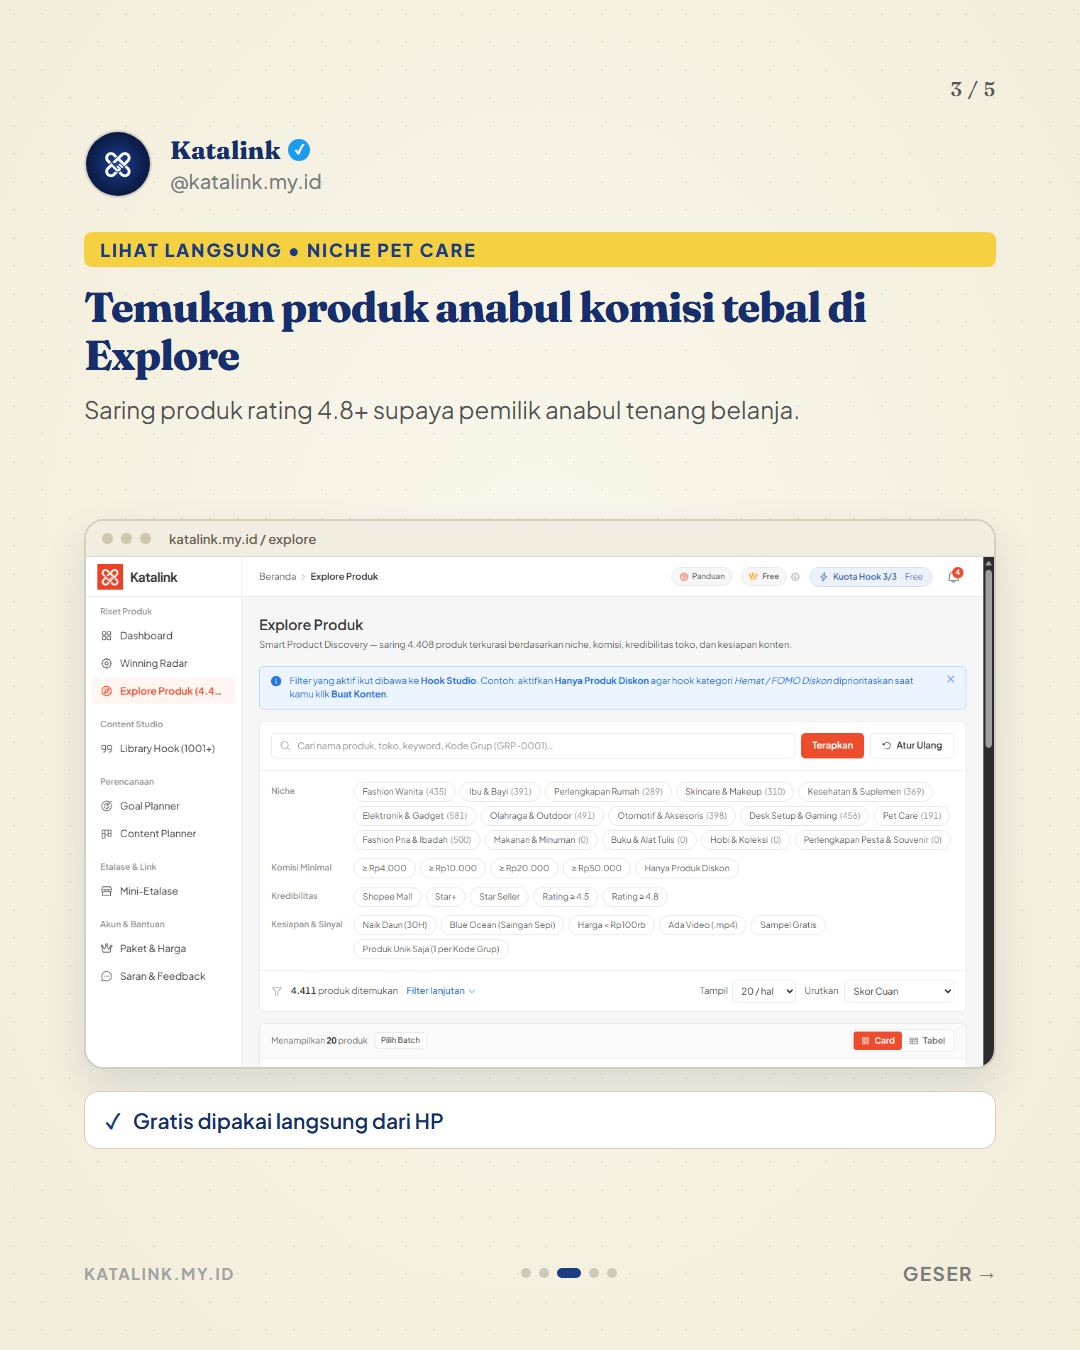 3 / 5
Katalink
@katalink.my.id
LIHAT LANGSUNG ● NICHE PET CARE
Temukan produk anabul komisi tebal di
Explore
Saring produk rating 4.8+ supaya pemilik anabul tenang belanja.
katalink.my.id / explore
Katalink
Beranda > Explore Produk
Panduan
Free
Kuota Hook 3/3 · Free
4
Riset Produk
Dashboard
Winning Radar
Explore Produk (4.4...
Content Studio
Library Hook (1001+)
Perencanaan
Goal Planner
Content Planner
Etalase & Link
Mini-Etalase
Akun & Bantuan
Paket & Harga
Saran & Feedback
Explore Produk
Smart Product Discovery — saring 4.408 produk terkurasi berdasarkan niche, komisi, kredibilitas toko, dan kesiapan konten.
Filter yang aktif ikut dibawa ke Hook Studio. Contoh: aktifkan Hanya Produk Diskon agar hook kategori Hemat / FOMO Diskon diprioritaskan saat
kamu klik Buat Konten.
Cari nama produk, toko, keyword, Kode Grup (GRP-0001)...
Terapkan
Atur Ulang
Niche
Fashion Wanita (435) Ibu & Bayi (391) Perlengkapan Rumah (289) Skincare & Makeup (310) Kesehatan & Suplemen (369)
Elektronik & Gadget (581) Olahraga & Outdoor (491) Otomotif & Aksesoris (398) Desk Setup & Gaming (456) Pet Care (191)
Fashion Pria & Ibadah (500) Makanan & Minuman (0) Buku & Alat Tulis (0) Hobi & Koleksi (0) Perlengkapan Pesta & Souvenir (0)
Komisi Minimal
≥ Rp4.000 ≥ Rp10.000 ≥ Rp20.000 ≥ Rp50.000 Hanya Produk Diskon
Kredibilitas
Shopee Mall Star+ Star Seller Rating ≥ 4.5 Rating ≥ 4.8
Kesiapan & Sinyal
Naik Daun (30H) Blue Ocean (Saingan Sepi) Harga < Rp100rb Ada Video (.mp4) Sampel Gratis
Produk Unik Saja (1 per Kode Grup)
4.411 produk ditemukan
Filter lanjutan
Tampil 20 / hal Urutkan Skor Cuan
Menampilkan 20 produk
Pilih Batch
Card
Tabel
✓ Gratis dipakai langsung dari HP
KATALINK.MY.ID
GESER →